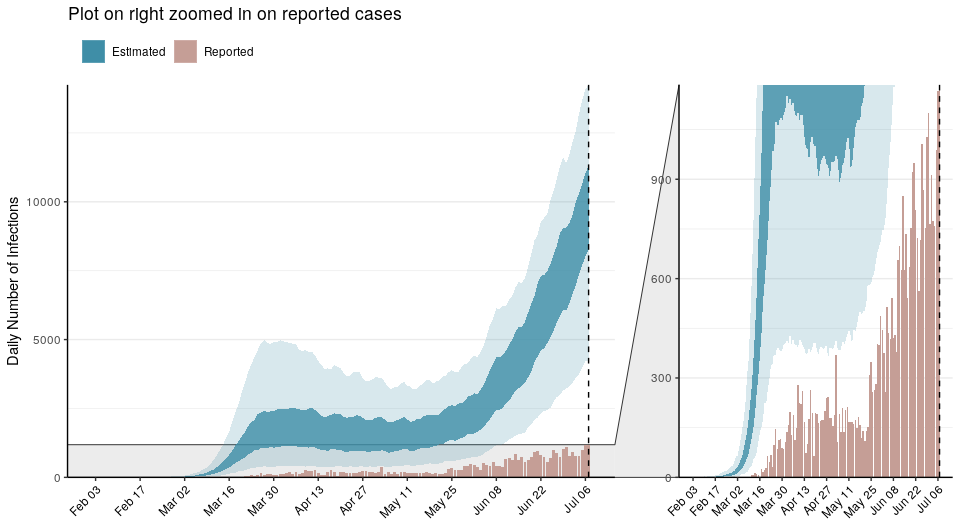 Plot on right zoomed in on reported cases
Estimated Reported
Daily Number of Infections
10000
5000
0
Feb 03 Feb 17 Mar 02 Mar 16 Mar 30 Apr 13 Apr 27 May 11 May 25 Jun 08 Jun 22 Jul 06
900
600
300
0
Feb 03 Feb 17 Mar 02 Mar 16 Mar 30 Apr 13 Apr 27 May 11 May 25 Jun 08 Jun 22 Jul 06